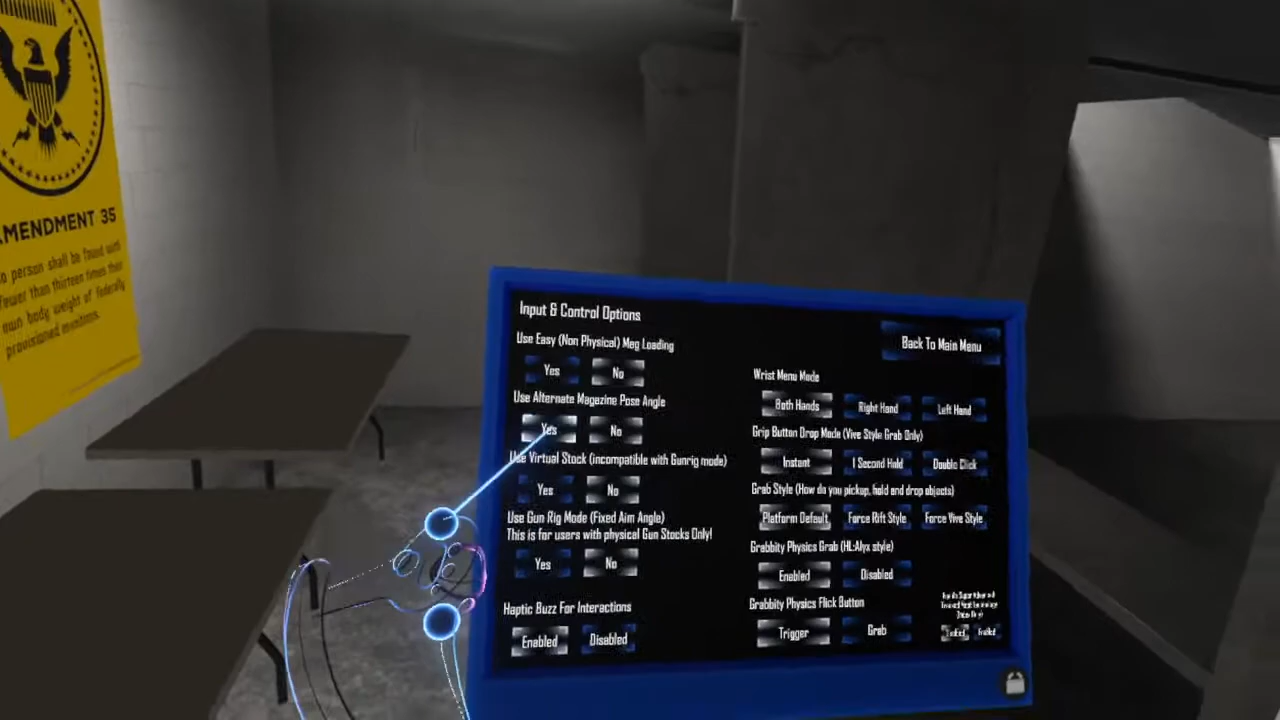 AMENDMENT 35
person shall be found with
fewer than thirteen times their
own body weight of federally
provisioned munitions.
Input & Control Options
Back To Main Menu
Use Easy (Non Physical) Mag Loading
Yes No
Use Alternate Magazine Pose Angle
Yes No
Use Virtual Stock (incompatible with Gunrig mode)
Yes No
Use Gun Rig Mode (Fixed Aim Angle)
This is for users with physical Gun Stocks Only!
Yes No
Haptic Buzz For Interactions
Enabled Disabled
Wrist Menu Mode
Both Hands Right Hand Left Hand
Grip Button Drop Mode (Vive Style Grab Only)
Instant 1 Second Hold Double Click
Grab Style (How do you pickup, hold and drop objects)
Platform Default Force Rift Style Force Vive Style
Grabbity Physics Grab (HL:Alyx style)
Enabled Disabled
Grabbity Physics Flick Button
Trigger Grab